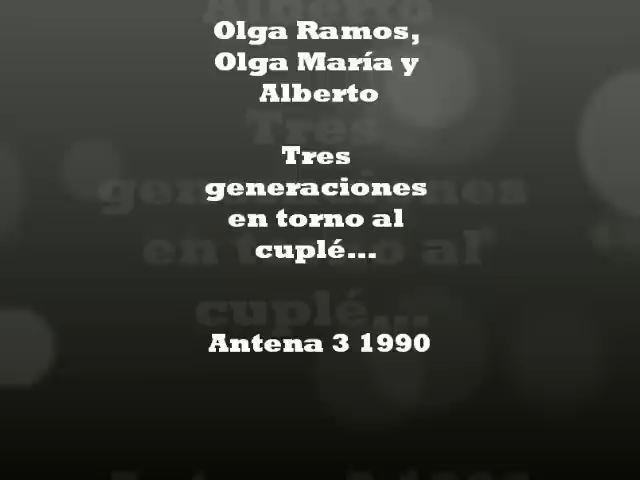 Olga Ramos,
Olga María y
Alberto
Tres
generaciones
en torno al
cuplé...
Antena 3 1990